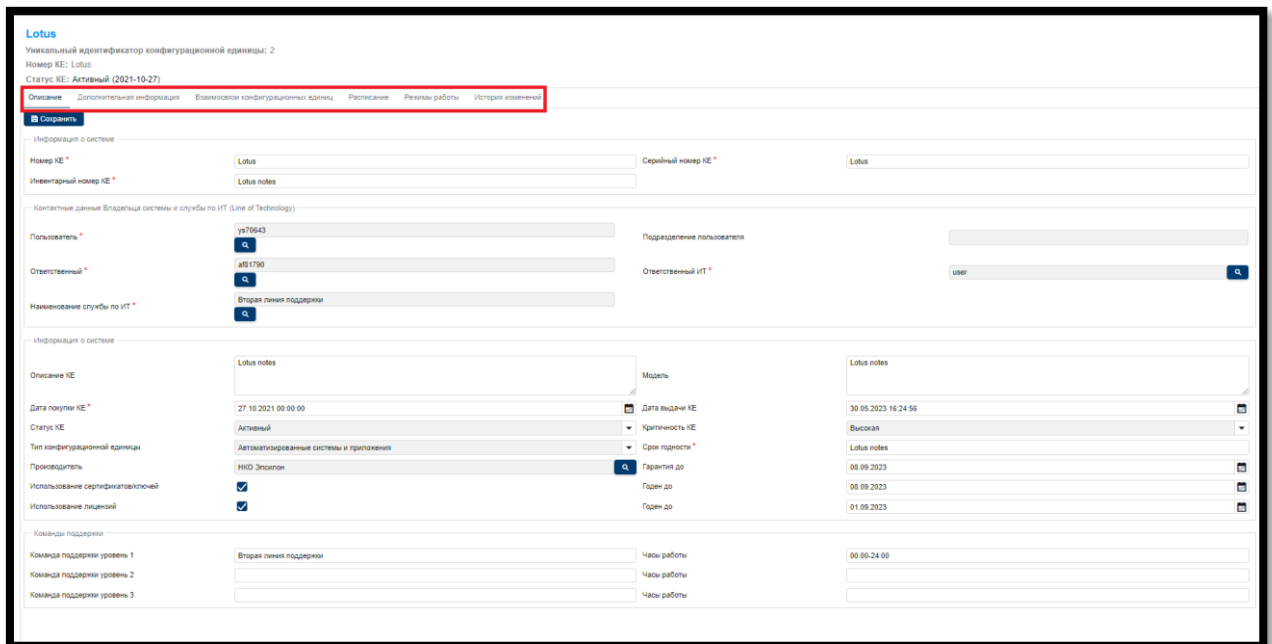 Lotus
Уникальный идентификатор конфигурационной единицы: 2
Номер КЕ: Lotus
Статус КЕ: Активный (2021-10-27)
Описание Дополнительная информация Взаимосвязи конфигурационных единиц Расписание Режимы работы История изменений
Сохранить
Информация о системе
Номер КЕ * Lotus Серийный номер КЕ * Lotus
Инвентарный номер КЕ * Lotus notes
Контактные данные Владельца системы и службы по ИТ (Line of Technology)
Пользователь * ys70643 Подразделение пользователя
Ответственный * af81790 Ответственный ИТ * user
Наименование службы по ИТ * Вторая линия поддержки
Информация о системе
Описание КЕ Lotus notes Модель Lotus notes
Дата покупки КЕ * 27.10.2021 00:00:00 Дата выдачи КЕ 30.05.2023 16:24:56
Статус КЕ Активный Критичность КЕ Высокая
Тип конфигурационной единицы Автоматизированные системы и приложения Срок годности * Lotus notes
Производитель НКО Эпсилон Гарантия до 08.09.2023
Использование сертификатов/ключей Годен до 08.09.2023
Использование лицензий Годен до 01.09.2023
Команды поддержки
Команда поддержки уровень 1 Вторая линия поддержки Часы работы 00:00-24:00
Команда поддержки уровень 2 Часы работы
Команда поддержки уровень 3 Часы работы